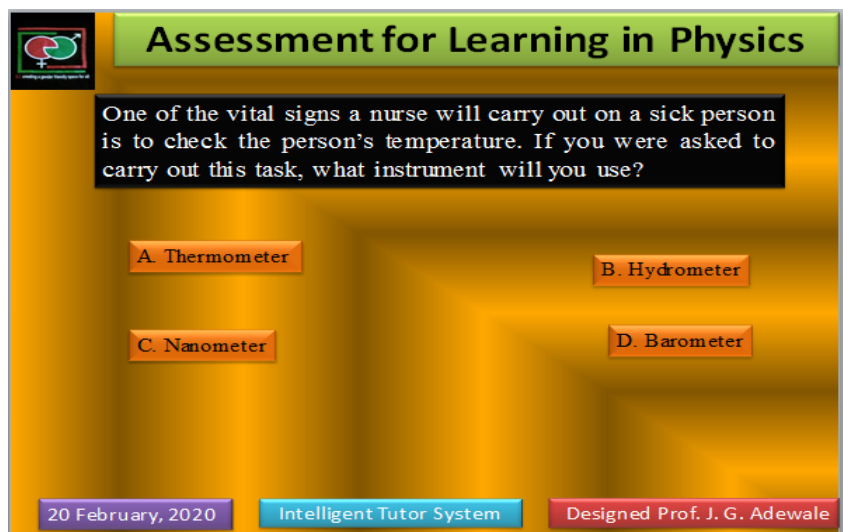 Assessment for Learning in Physics
One of the vital signs a nurse will carry out on a sick person
is to check the person's temperature. If you were asked to
carry out this task, what instrument will you use?
A. Thermometer
B. Hydrometer
C. Nanometer
D. Barometer
20 February, 2020
Intelligent Tutor System
Designed Prof. J. G. Adewale